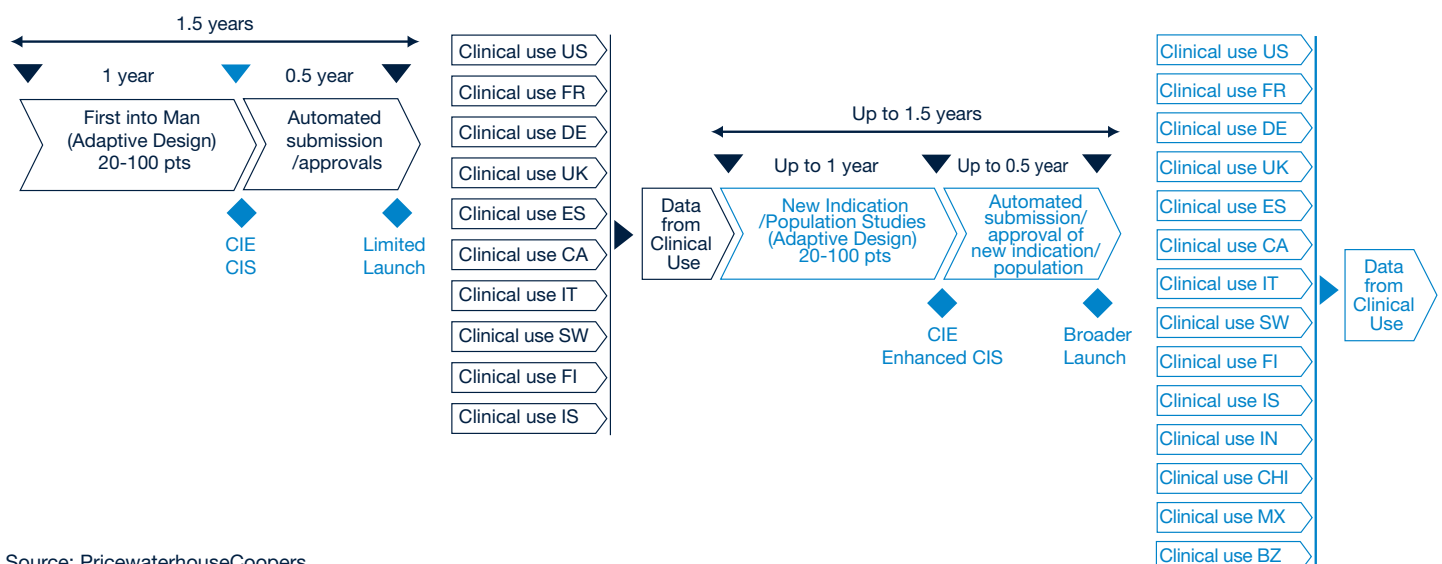 1.5 years
1 year
0.5 year
First into Man
(Adaptive Design)
20-100 pts
Automated
submission
/approvals
CIE
CIS
Limited
Launch
Clinical use US
Clinical use FR
Clinical use DE
Clinical use UK
Clinical use ES
Clinical use CA
Clinical use IT
Clinical use SW
Clinical use FI
Clinical use IS
Data
from
Clinical
Use
Up to 1.5 years
Up to 1 year
Up to 0.5 year
New Indication
/Population Studies
(Adaptive Design)
20-100 pts
Automated
submission/
approval of
new indication/
population
CIE
Enhanced CIS
Broader
Launch
Clinical use US
Clinical use FR
Clinical use DE
Clinical use UK
Clinical use ES
Clinical use CA
Clinical use IT
Clinical use SW
Clinical use FI
Clinical use IS
Clinical use IN
Clinical use CHI
Clinical use MX
Clinical use BZ
Data
from
Clinical
Use
Source: PricewaterhouseCoopers